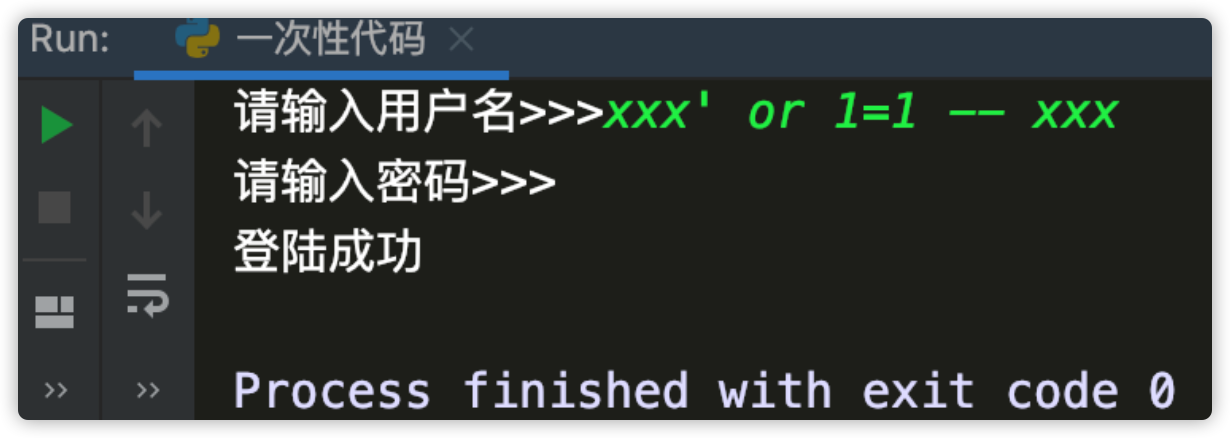 Run: 一次性代码
请输入用户名>>>xxx' or 1=1 -- xxx
请输入密码>>>
登陆成功
Process finished with exit code 0